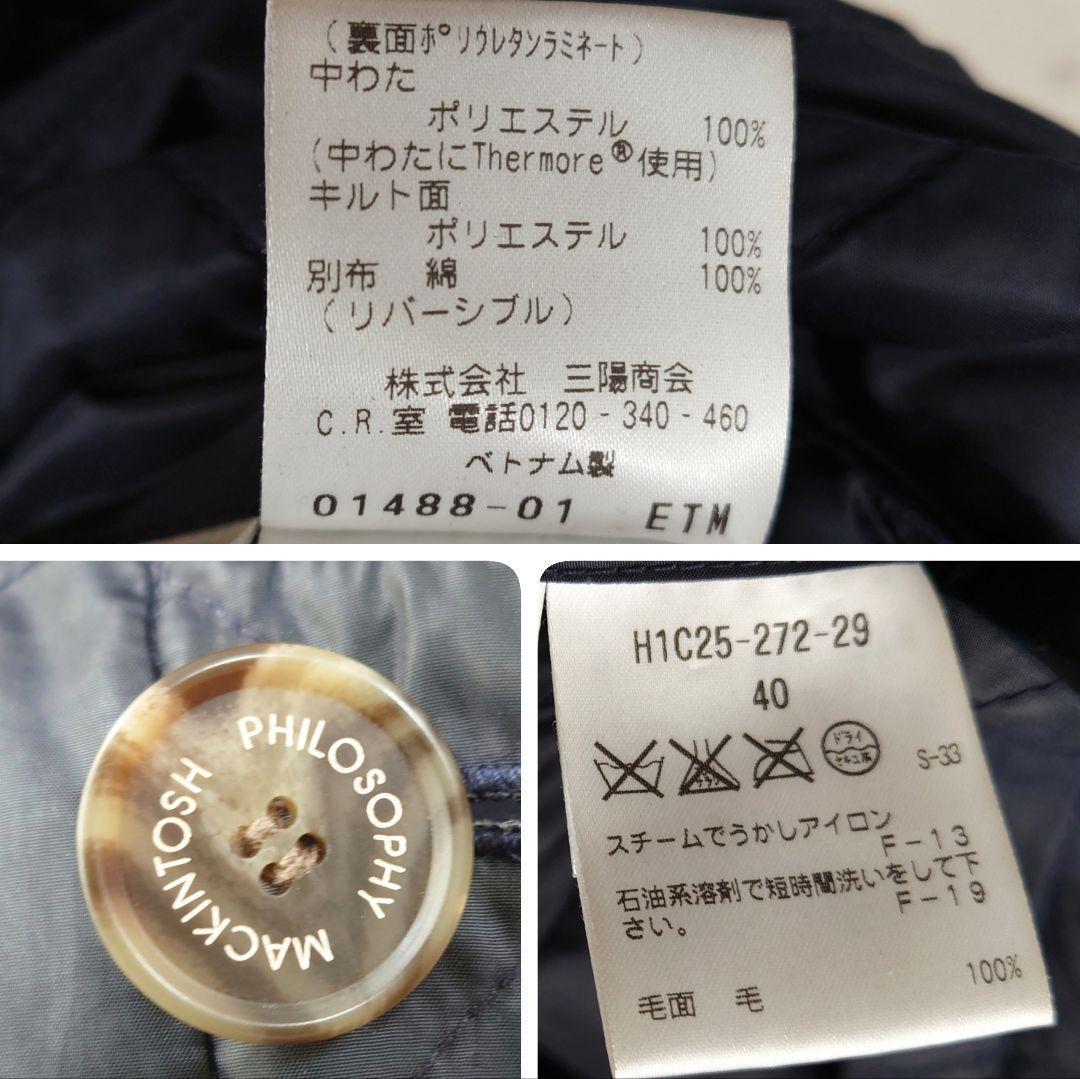 (裏面ポリウレタンラミネート)
中わた
ポリエステル 100%
(中わたにThermore®使用)
キルト面
ポリエステル 100%
別布 綿 100%
(リバーシブル)
株式会社 三陽商会
C.R.室 電話0120-340-460
ベトナム製
01488-01 ETM
MACKINTOSH PHILOSOPHY
H1C25-272-29
40
ドライ
セキユ系
S-33
スチームでうかしアイロン
F-13
石油系溶剤で短時間洗いをして下
さい。
F-19
毛面 毛 100%